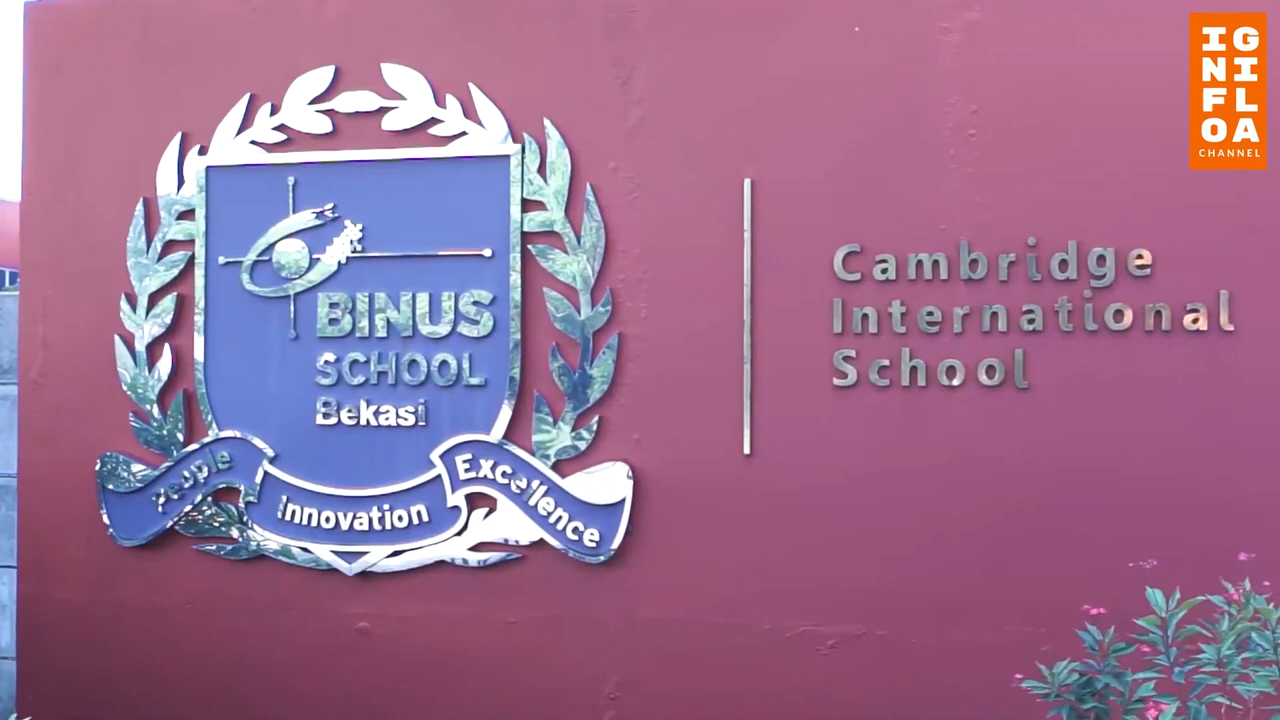 BINUS
SCHOOL
Bekasi
People
Innovation
Excellence
Cambridge
International
School
IG
NI
FL
OA
CHANNEL